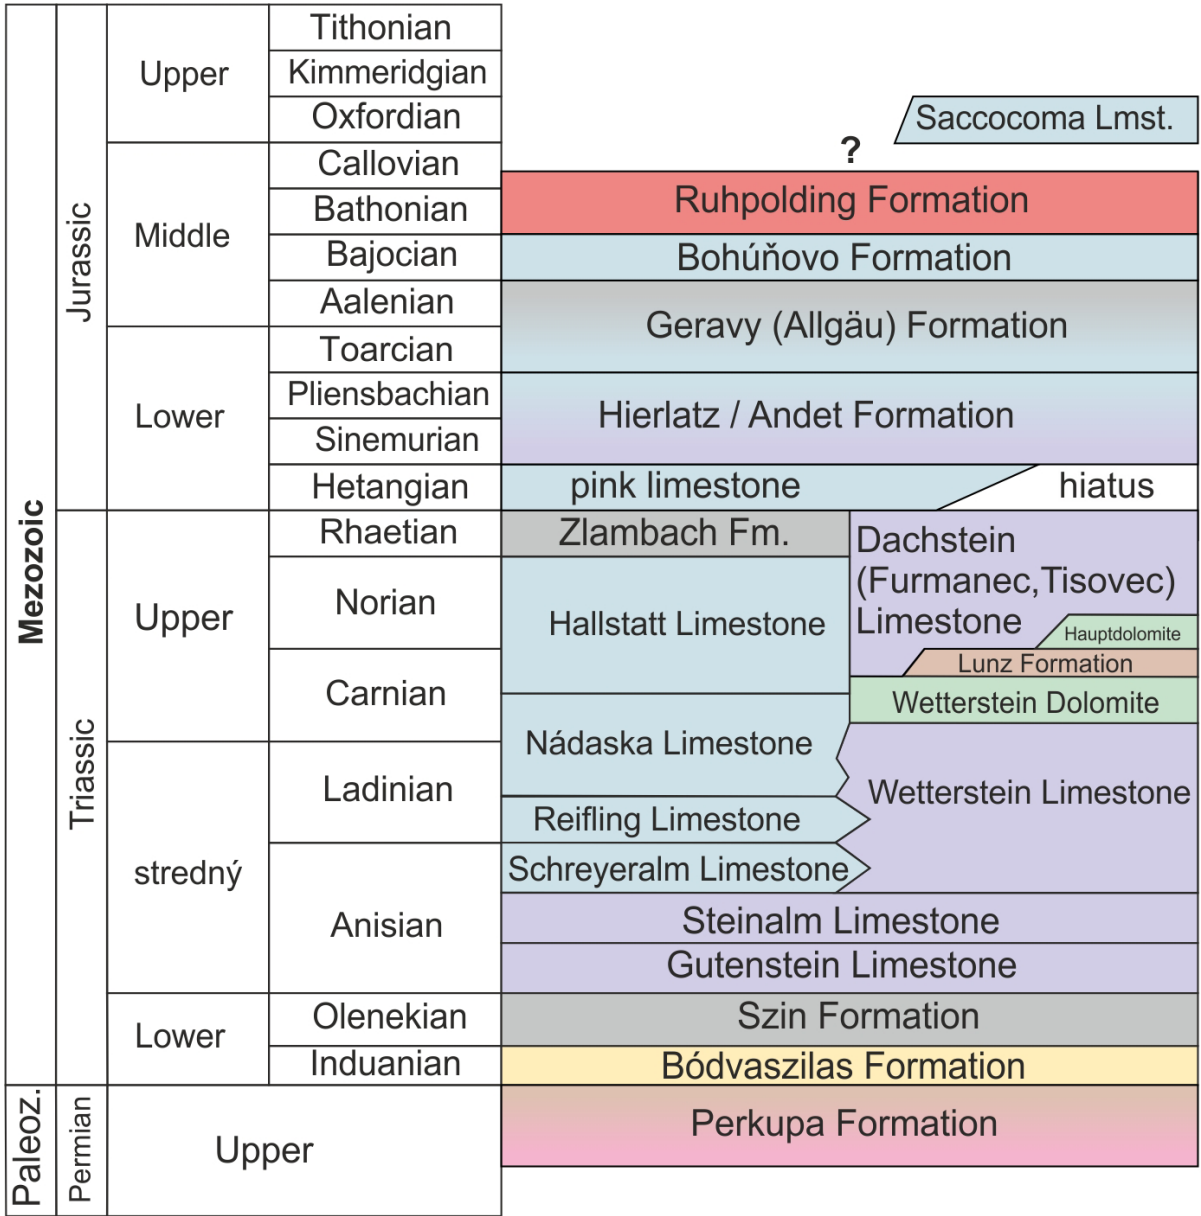 Mezozoic
Paleoz.
Jurassic
Triassic
Permian
Upper
Middle
Lower
Upper
stredný
Lower
Upper
Tithonian
Kimmeridgian
Oxfordian
Callovian
Bathonian
Bajocian
Aalenian
Toarcian
Pliensbachian
Sinemurian
Hetangian
Rhaetian
Norian
Carnian
Ladinian
Anisian
Olenekian
Induanian
Saccocoma Lmst.
?
Ruhpolding Formation
Bohúňovo Formation
Geravy (Allgäu) Formation
Hierlatz / Andet Formation
pink limestone
hiatus
Zlambach Fm.
Dachstein
(Furmanec,Tisovec)
Limestone
Hallstatt Limestone
Hauptdolomite
Lunz Formation
Wetterstein Dolomite
Nádaska Limestone
Wetterstein Limestone
Reifling Limestone
Schreyeralm Limestone
Steinalm Limestone
Gutenstein Limestone
Szin Formation
Bódvaszilas Formation
Perkupa Formation